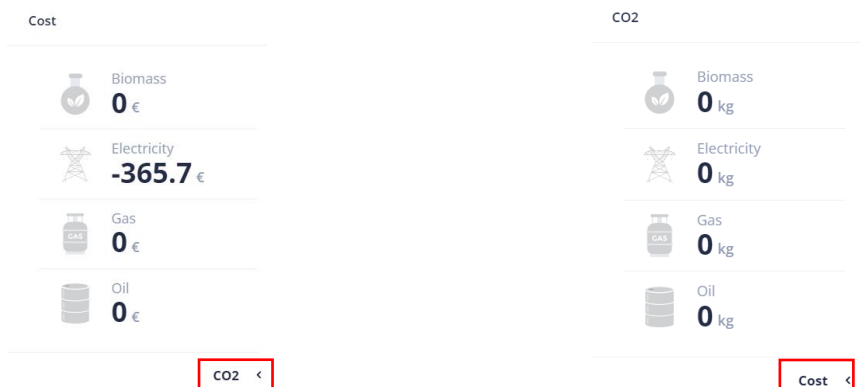 Cost
Biomass
0 €
Electricity
-365.7 €
Gas
GAS
0 €
Oil
0 €
CO2 <
CO2
Biomass
0 kg
Electricity
0 kg
Gas
GAS
0 kg
Oil
0 kg
Cost <